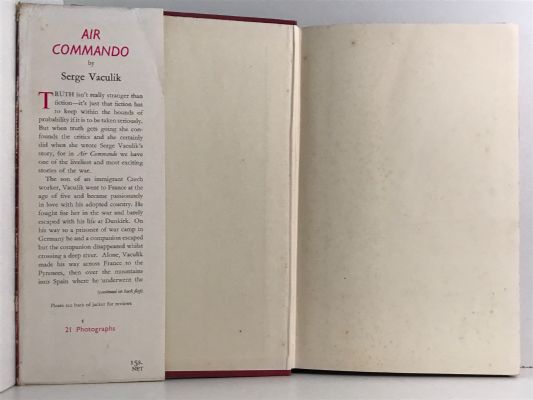 AIR
COMMANDO
by
Serge Vaculik
TRUTH isn't really stranger than
fiction—it's just that fiction has
to keep within the bounds of
probability if it is to be taken seriously.
But when truth gets going she con-
founds the critics and she certainly
did when she wrote Serge Vaculik's
story, for in Air Commando we have
one of the liveliest and most exciting
stories of the war.
The son of an immigrant Czech
worker, Vaculik went to France at the
age of five and became passionately
in love with his adopted country. He
fought for her in the war and barely
escaped with his life at Dunkirk. On
his way to a prisoner of war camp in
Germany he and a companion escaped
but the companion disappeared whilst
crossing a deep river. Alone, Vaculik
made his way across France to the
Pyrenees, then over the mountains
into Spain where he underwent the
(continued on back flap)
Please see back of jacket for reviews
21 Photographs
15s.
NET